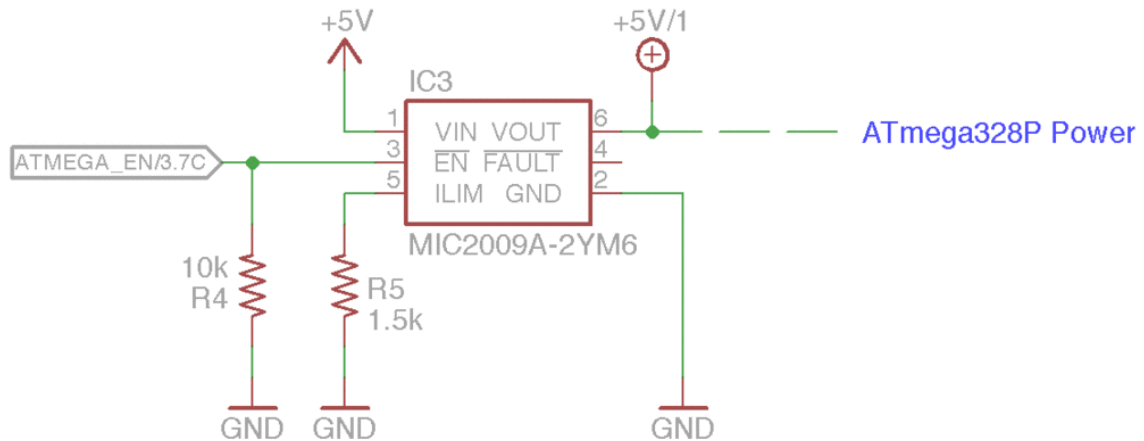 +5V
+5V/1
IC3
1
VIN VOUT
6
ATmega328P Power
ATMEGA_EN/3.7C
3
EN FAULT
4
5
ILIM GND
2
MIC2009A-2YM6
10k
R4
R5
1.5k
GND
GND
GND